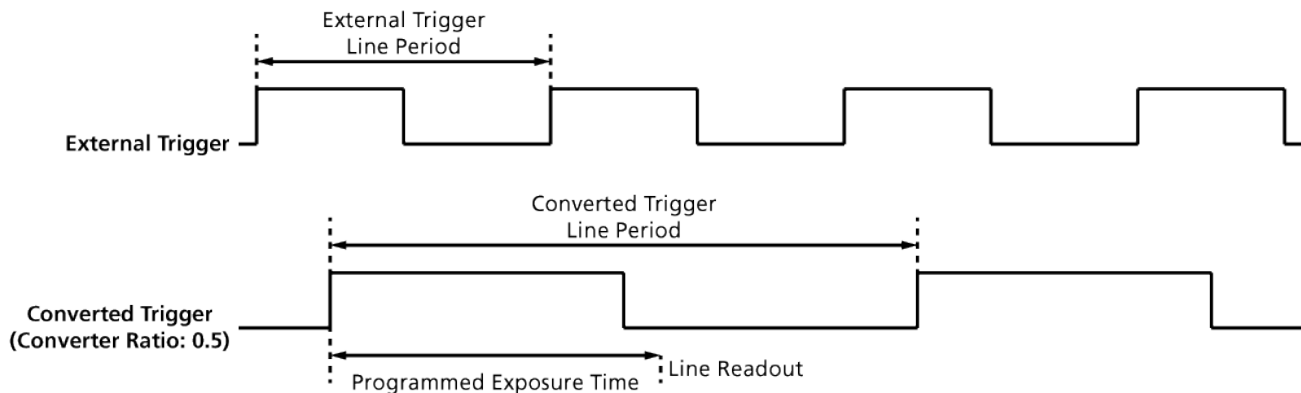 External Trigger
Line Period
External Trigger
Converted Trigger
Line Period
Converted Trigger
(Converter Ratio: 0.5)
Line Readout
Programmed Exposure Time